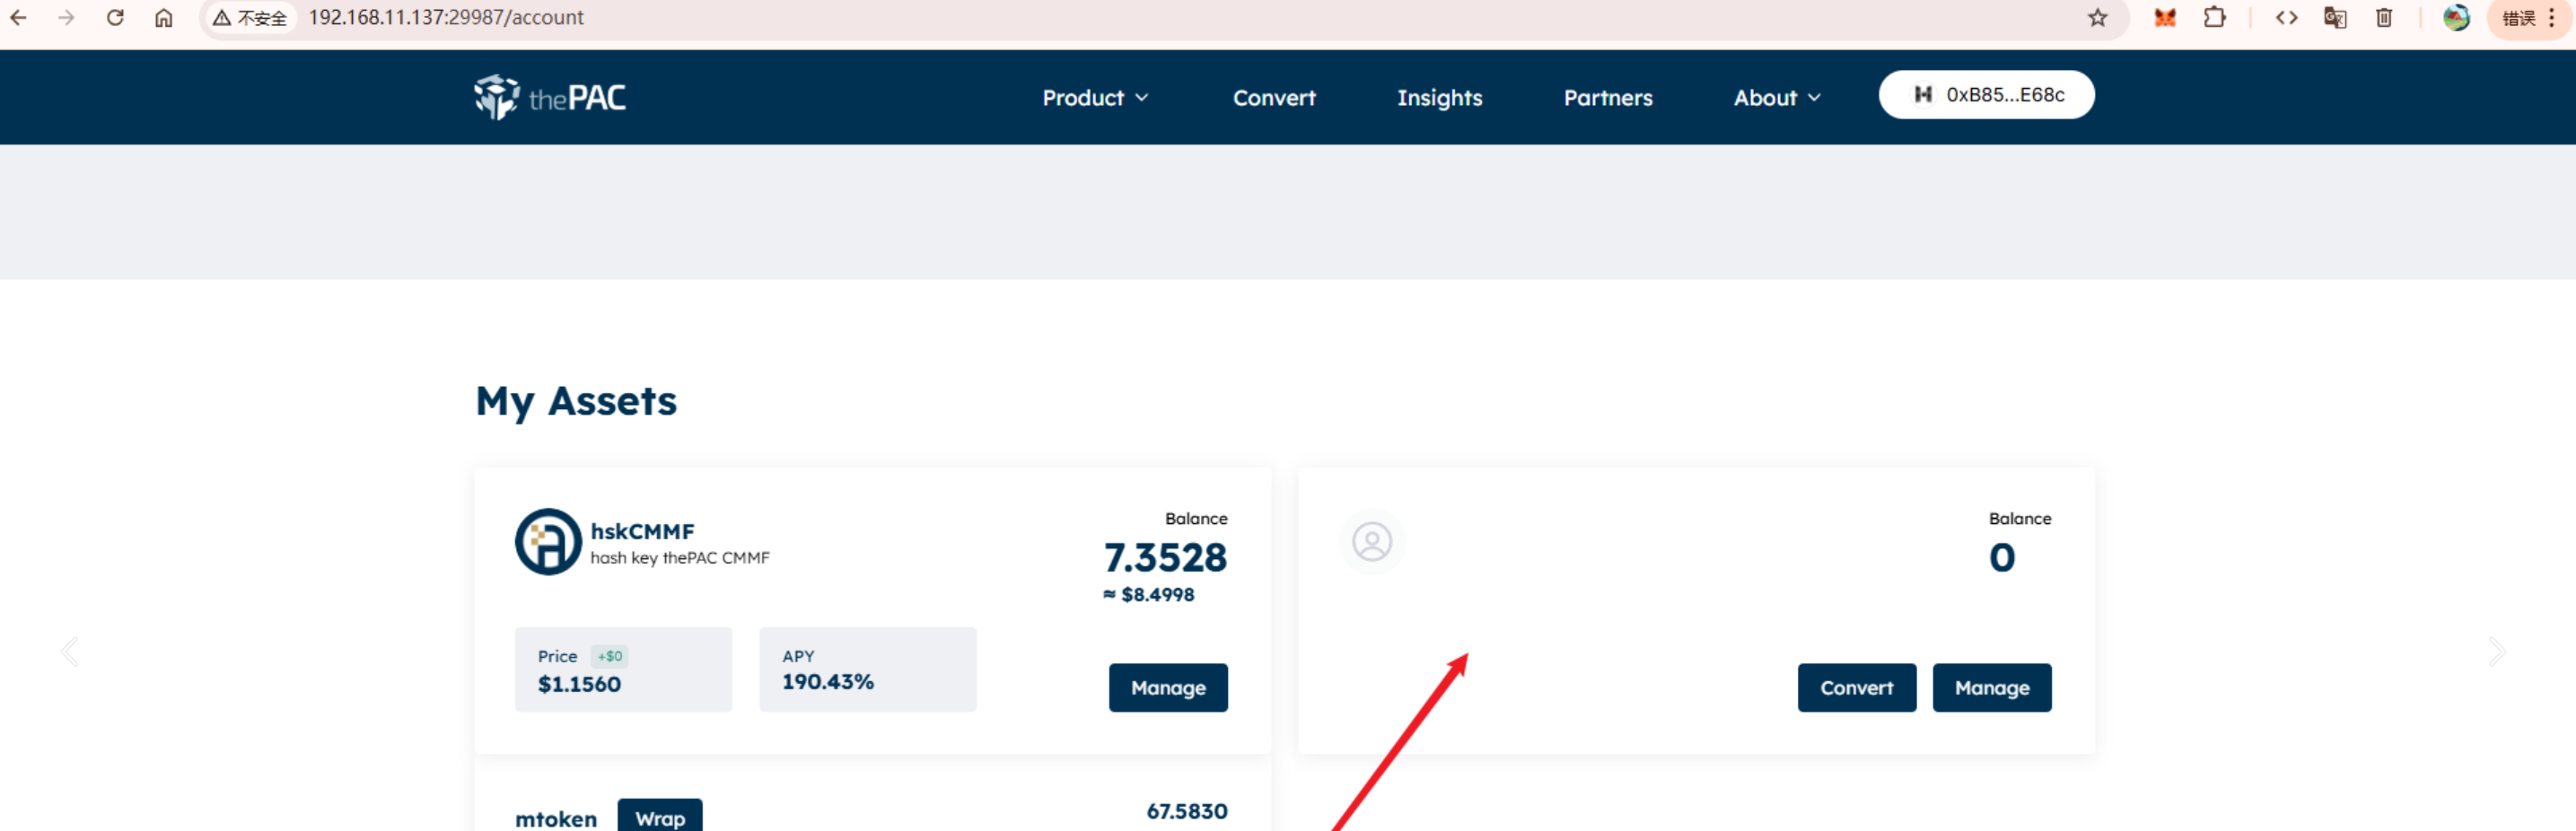 不安全 192.168.11.137:29987/account 错误
thePAC Product Convert Insights Partners About 0xB85...E68c
My Assets
hskCMMF
hash key thePAC CMMF
Balance
7.3528
≈ $8.4998
Price +$0
$1.1560
APY
190.43%
Manage
Balance
0
Convert Manage
mtoken Wrap 67.5830